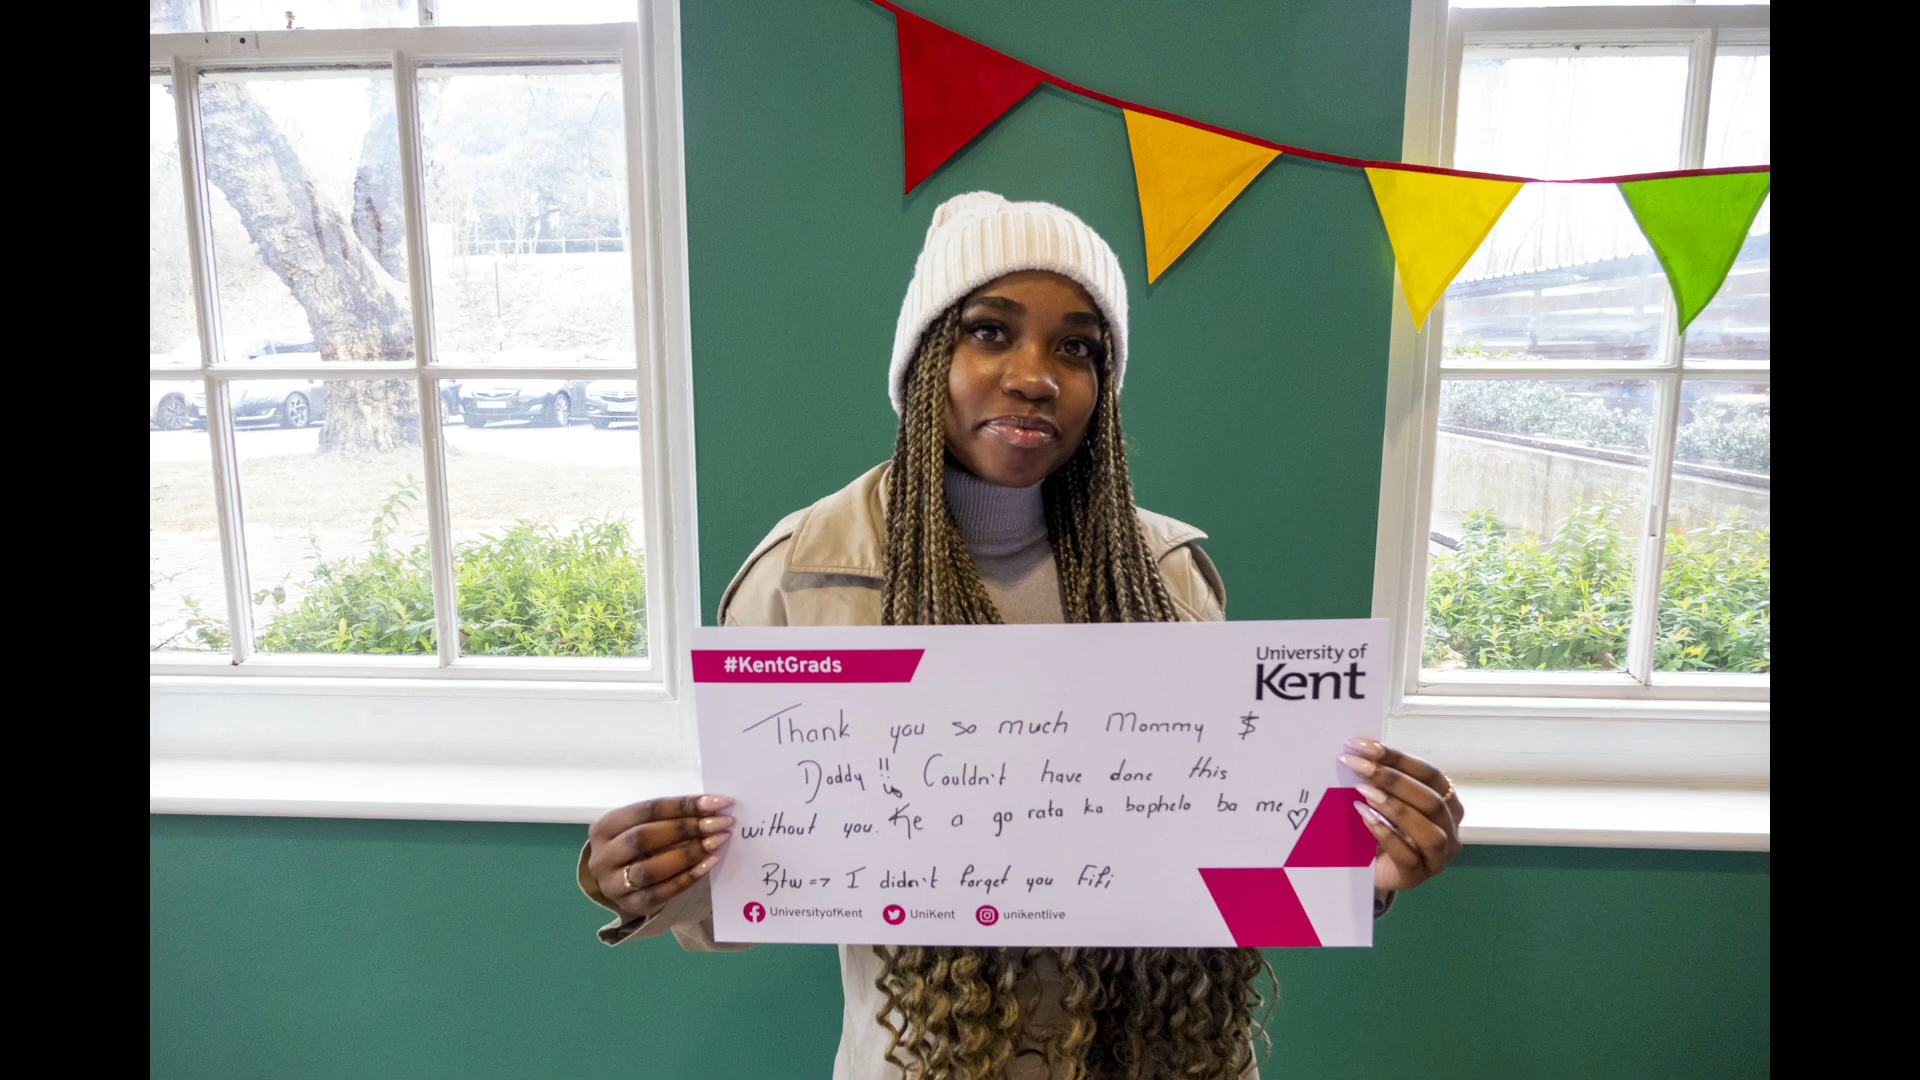 #KentGrads
University of
Kent
Thank you so much Mommy $
Daddy!! Couldn't have done this
without you. Ke a go rata ka bophelo ba me!!
Btw => I didn't forget you Fifi
UniversityofKent UniKent unikentlive